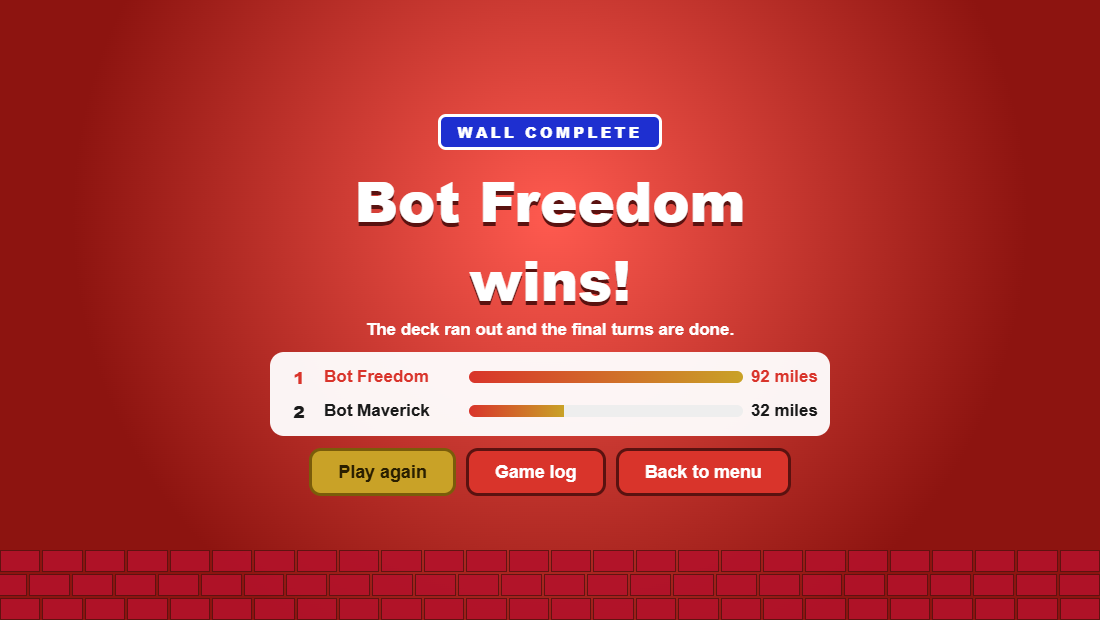 WALL COMPLETE
Bot Freedom
wins!
The deck ran out and the final turns are done.
1 Bot Freedom 92 miles
2 Bot Maverick 32 miles
Play again Game log Back to menu